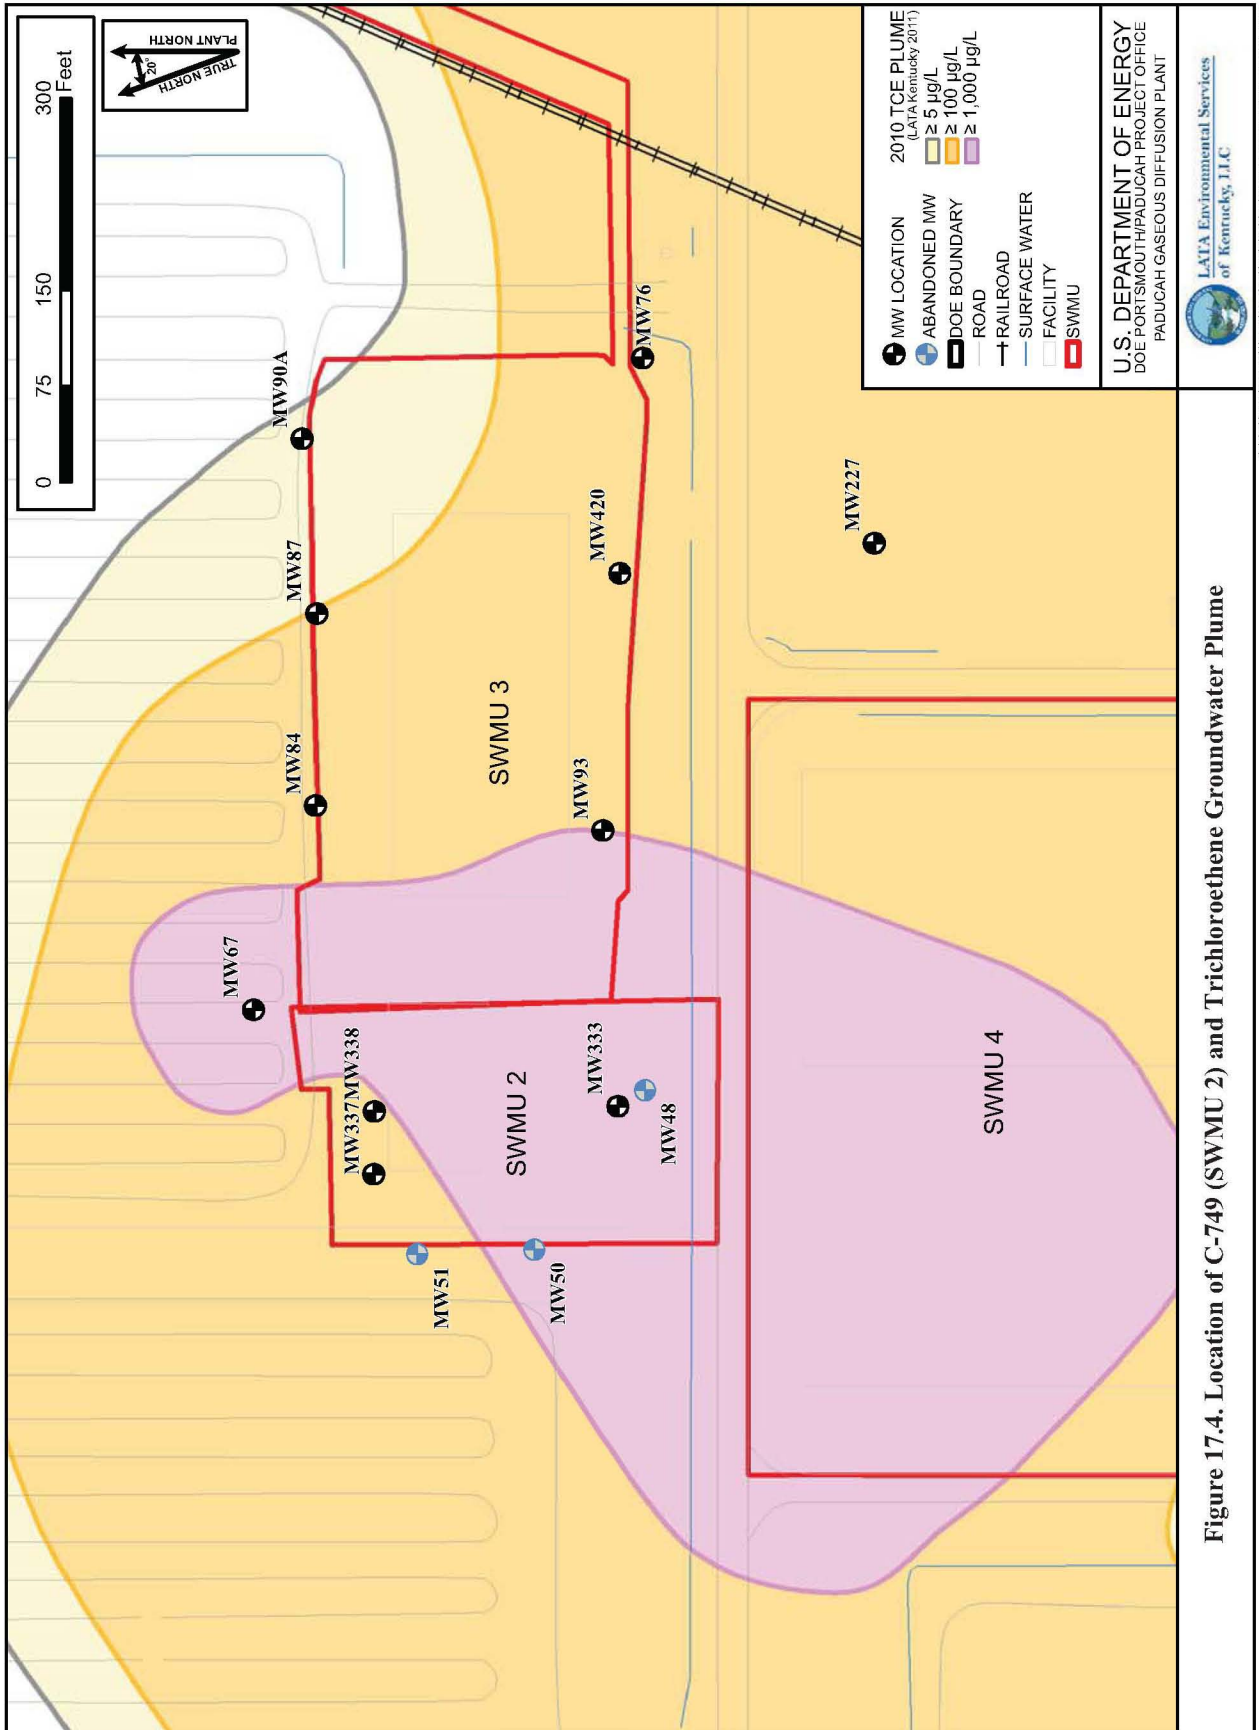 0 75 150 300
Feet
TRUE NORTH
20°
PLANT NORTH
MW90A
MW87
MW84
MW67
MW337
MW338
MW51
MW50
SWMU 2
MW333
MW48
SWMU 3
MW93
MW420
MW76
MW227
SWMU 4
MW LOCATION
ABANDONED MW
DOE BOUNDARY
ROAD
RAILROAD
SURFACE WATER
FACILITY
SWMU
2010 TCE PLUME
(LATA Kentucky 2011)
≥ 5 µg/L
≥ 100 µg/L
≥ 1,000 µg/L
U.S. DEPARTMENT OF ENERGY
DOE PORTSMOUTH/PADUCAH PROJECT OFFICE
PADUCAH GASEOUS DIFFUSION PLANT
LATA Environmental Services
of Kentucky, LLC
Figure 17.4. Location of C-749 (SWMU 2) and Trichloroethene Groundwater Plume